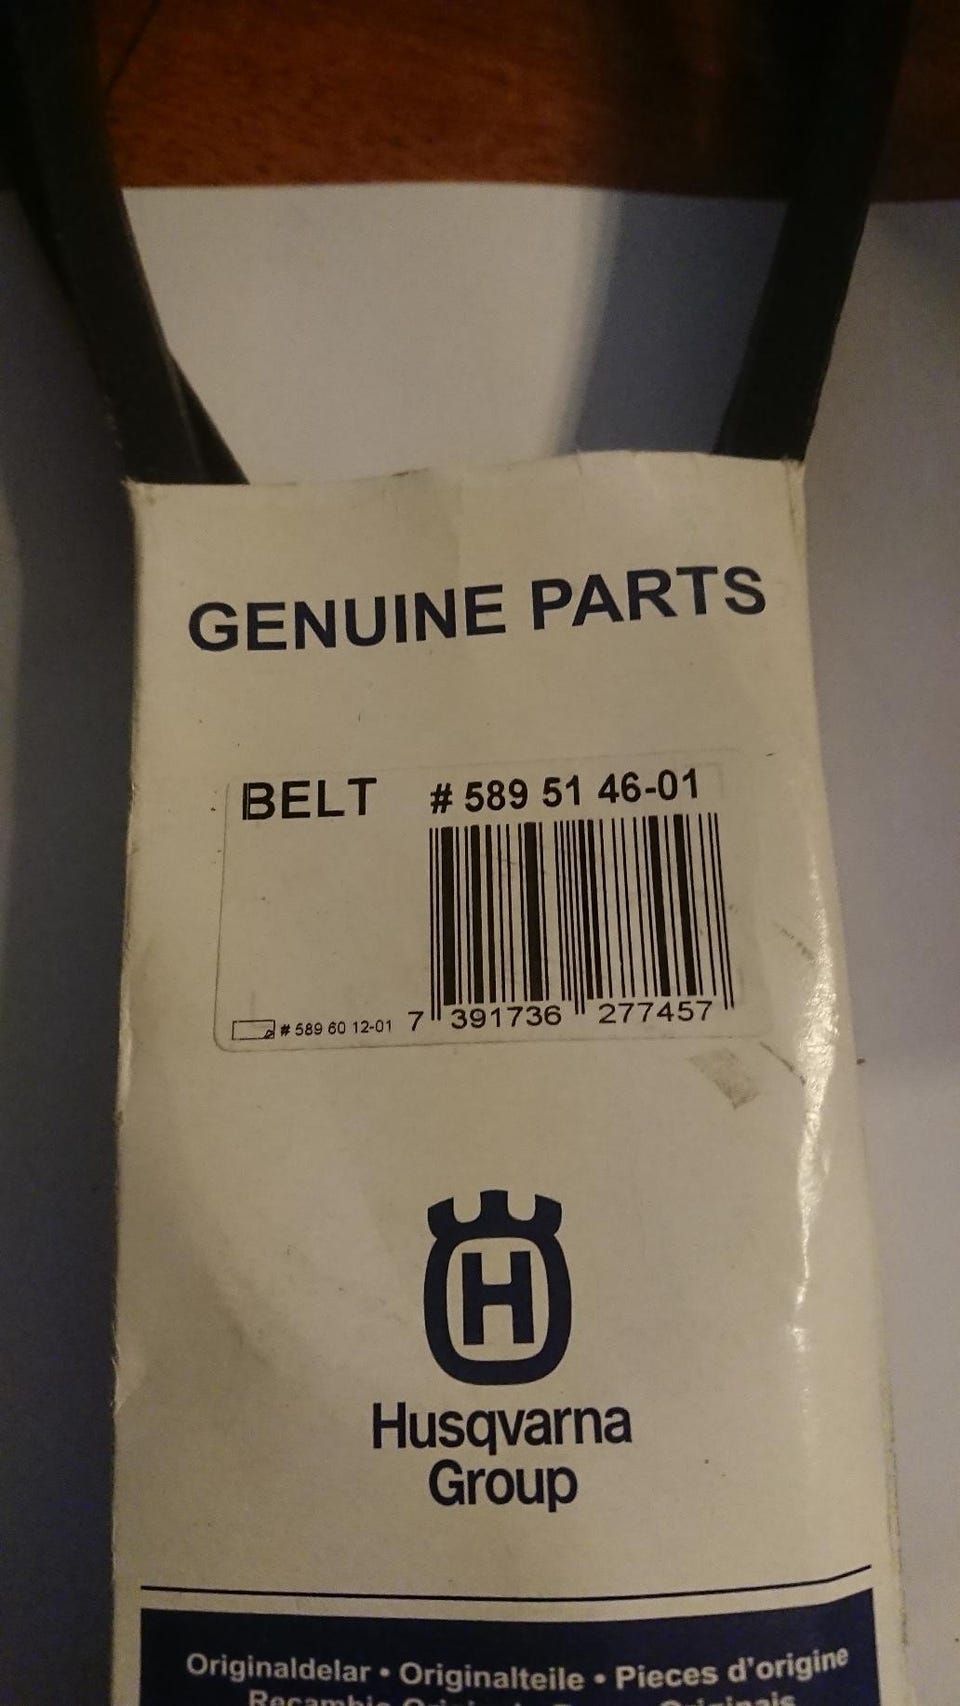 GENUINE PARTS
BELT # 589 51 46-01
# 589 60 12-01 7 391736 277457
H
Husqvarna
Group
Originaldelar • Originalteile • Pieces d'origine